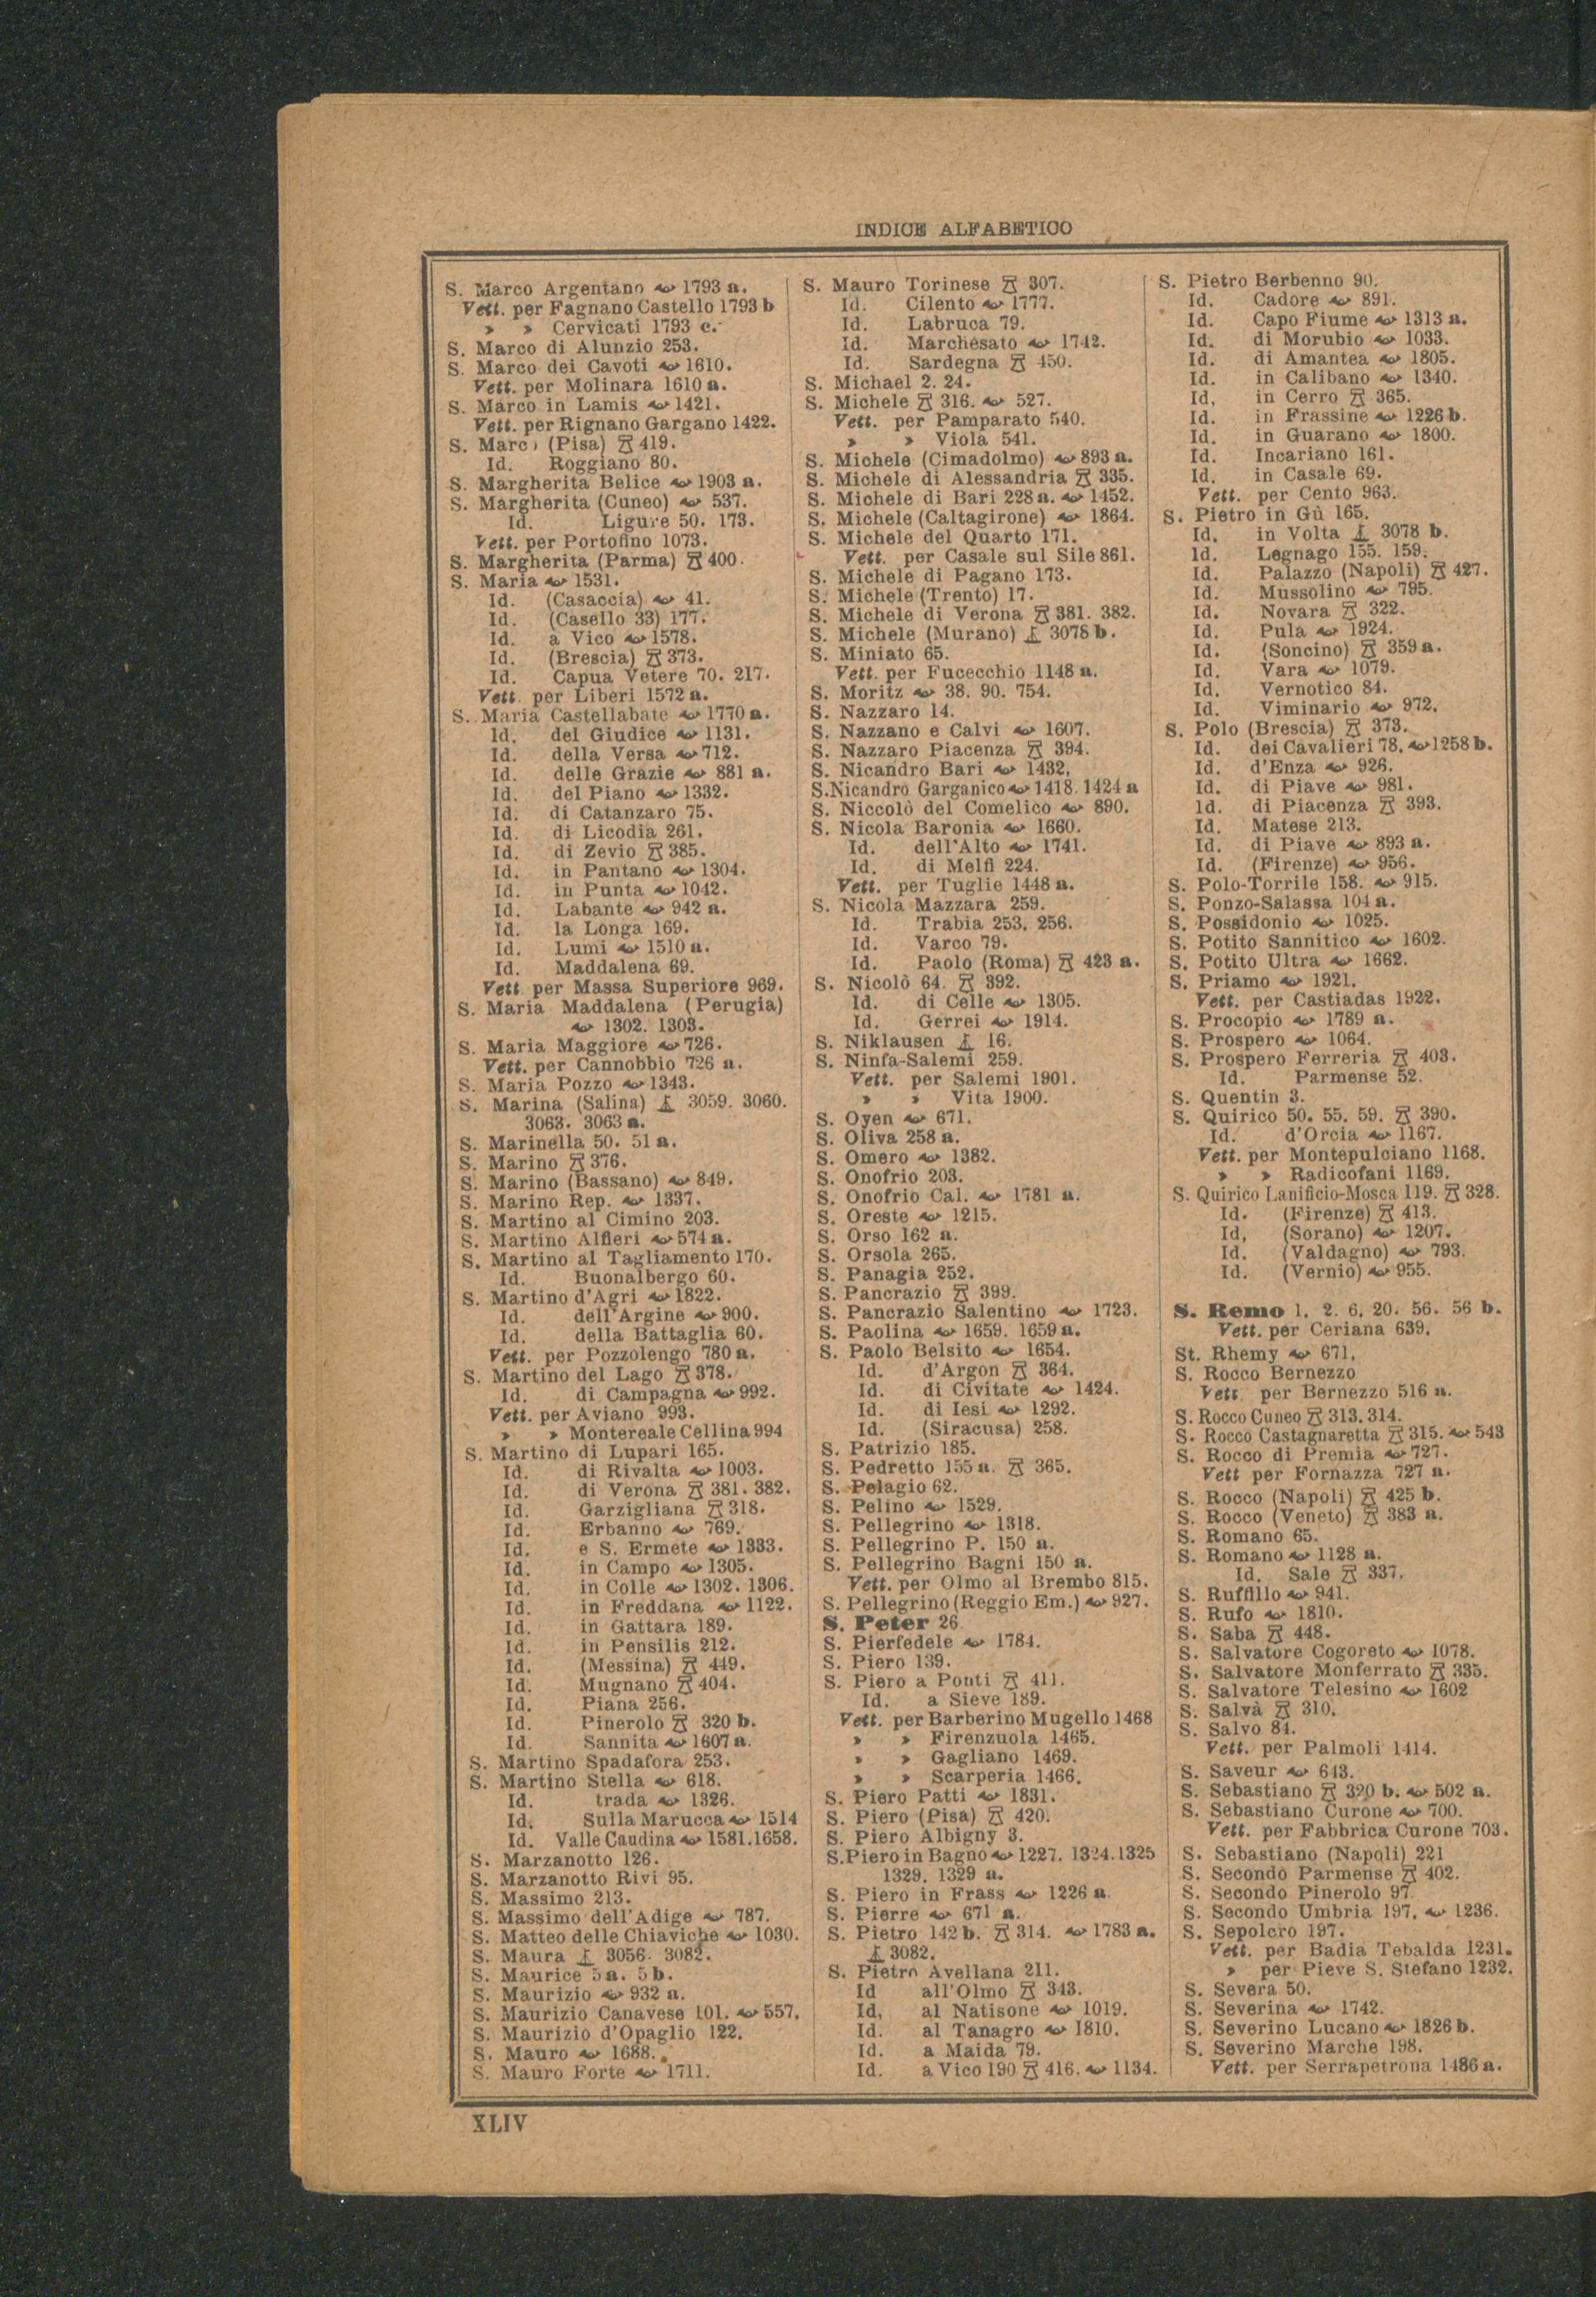 INDICE ALFABETICO
S. Marco Argentano 1793 a.
Vett. per Fagnano Castello 1793 b
» » Cervicati 1793 c.
S. Marco di Alunzio 253.
S. Marco dei Cavoti 1610.
Vett. per Molinara 1610 a.
S. Marco in Lamis 1421.
Vett. per Rignano Gargano 1422.
S. Marco (Pisa) 419.
Id. Roggiano 80.
S. Margherita Belice 1903 a.
S. Margherita (Cuneo) 537.
Id. Ligure 50. 173.
Vett. per Portofino 1073.
S. Margherita (Parma) 400.
S. Maria 1531.
Id. (Casaccia) 41.
Id. (Casello 33) 177.
Id. a Vico 1578.
Id. (Brescia) 373.
Id. Capua Vetere 70. 217.
Vett. per Liberi 1572 a.
S. Maria Castellabate 1770 a.
Id. del Giudice 1131.
Id. della Versa 712.
Id. delle Grazie 881 a.
Id. del Piano 1332.
Id. di Catanzaro 75.
Id. di Licodia 261.
Id. di Zevio 385.
Id. in Pantano 1304.
Id. in Punta 1042.
Id. Labante 942 a.
Id. la Longa 169.
Id. Lumi 1510 a.
Id. Maddalena 69.
Vett per Massa Superiore 969.
S. Maria Maddalena (Perugia)
1302. 1303.
S. Maria Maggiore 726.
Vett. per Cannobbio 726 a.
S. Maria Pozzo 1343.
S. Marina (Salina) 3059. 3060.
3063. 3063 a.
S. Marinella 50. 51 a.
S. Marino 376.
S. Marino (Bassano) 849.
S. Marino Rep. 1337.
S. Martino al Cimino 203.
S. Martino Alfieri 574 a.
S. Martino al Tagliamento 170.
Id. Buonalbergo 60.
S. Martino d'Agri 1822.
Id. dell'Argine 900.
Id. della Battaglia 60.
Vett. per Pozzolengo 780 a.
S. Martino del Lago 378.
Id. di Campagna 992.
Vett. per Aviano 993.
» » Montereale Cellina 994
S. Martino di Lupari 165.
Id. di Rivalta 1003.
Id. di Verona 381. 382.
Id. Garzigliana 318.
Id. Erbanno 769.
Id. e S. Ermete 1333.
Id. in Campo 1305.
Id. in Colle 1302. 1306.
Id. in Freddana 1122.
Id. in Gattara 189.
Id. in Pensilis 212.
Id. (Messina) 449.
Id. Mugnano 404.
Id. Piana 256.
Id. Pinerolo 320 b.
Id. Sannita 1607 a.
S. Martino Spadafora 253.
S. Martino Stella 618.
Id. trada 1326.
Id. Sulla Marucca 1514
Id. Valle Caudina 1581.1658.
S. Marzanotto 126.
S. Marzanotto Rivi 95.
S. Massimo 213.
S. Massimo dell'Adige 787.
S. Matteo delle Chiaviche 1030.
S. Maura 3056. 3082.
S. Maurice 5 a. 5 b.
S. Maurizio 932 a.
S. Maurizio Canavese 101. 557.
S. Maurizio d'Opaglio 122.
S. Mauro 1688.
S. Mauro Forte 1711.
S. Mauro Torinese 307.
Id. Cilento 1777.
Id. Labruca 79.
Id. Marchesato 1742.
Id. Sardegna 450.
S. Michael 2. 24.
S. Michele 316. 527.
Vett. per Pamparato 540.
» » Viola 541.
S. Michele (Cimadolmo) 893 a.
S. Michele di Alessandria 335.
S. Michele di Bari 228 a. 1452.
S. Michele (Caltagirone) 1864.
S. Michele del Quarto 171.
Vett. per Casale sul Sile 861.
S. Michele di Pagano 173.
S. Michele (Trento) 17.
S. Michele di Verona 381. 382.
S. Michele (Murano) 3078 b.
S. Miniato 65.
Vett. per Fucecchio 1148 a.
S. Moritz 38. 90. 754.
S. Nazzaro 14.
S. Nazzano e Calvi 1607.
S. Nazzaro Piacenza 394.
S. Nicandro Bari 1432,
S.Nicandro Garganico 1418. 1424 a
S. Niccolò del Comelico 890.
S. Nicola Baronia 1660.
Id. dell'Alto 1741.
Id. di Melfi 224.
Vett. per Tuglie 1448 a.
S. Nicola Mazzara 259.
Id. Trabia 253. 256.
Id. Varco 79.
Id. Paolo (Roma) 423 a.
S. Nicolò 64. 392.
Id. di Celle 1305.
Id. Gerrei 1914.
S. Niklausen 16.
S. Ninfa-Salemi 259.
Vett. per Salemi 1901.
» » Vita 1900.
S. Oyen 671.
S. Oliva 258 a.
S. Omero 1382.
S. Onofrio 203.
S. Onofrio Cal. 1781 a.
S. Oreste 1215.
S. Orso 162 a.
S. Orsola 265.
S. Panagia 252.
S. Pancrazio 399.
S. Pancrazio Salentino 1723.
S. Paolina 1659. 1659 a.
S. Paolo Belsito 1654.
Id. d'Argon 364.
Id. di Civitate 1424.
Id. di Iesi 1292.
Id. (Siracusa) 258.
S. Patrizio 185.
S. Pedretto 155 a. 365.
S. Pelagio 62.
S. Pelino 1529.
S. Pellegrino 1318.
S. Pellegrino P. 150 a.
S. Pellegrino Bagni 150 a.
Vett. per Olmo al Brembo 815.
S. Pellegrino (Reggio Em.) 927.
S. Peter 26
S. Pierfedele 1784.
S. Piero 139.
S. Piero a Ponti 411.
Id. a Sieve 189.
Vett. per Barberino Mugello 1468
» » Firenzuola 1465.
» » Gagliano 1469.
» » Scarperia 1466.
S. Piero Patti 1831.
S. Piero (Pisa) 420.
S. Piero Albigny 3.
S.Piero in Bagno 1227. 1324.1325
1329. 1329 a.
S. Piero in Frass 1226 a
S. Pierre 671 a.
S. Pietro 142 b. 314. 1783 a.
3082.
S. Pietro Avellana 211.
Id all'Olmo 343.
Id. al Natisone 1019.
Id. al Tanagro 1810.
Id. a Maida 79.
Id. a Vico 190 416. 1134.
S. Pietro Berbenno 90.
Id. Cadore 891.
Id. Capo Fiume 1313 a.
Id. di Morubio 1033.
Id. di Amantea 1805.
Id. in Calibano 1340.
Id, in Cerro 365.
Id. in Frassine 1226 b.
Id. in Guarano 1800.
Id. Incariano 161.
Id. in Casale 69.
Vett. per Cento 963.
S. Pietro in Gù 165.
Id. in Volta 3078 b.
Id. Legnago 155. 159.
Id. Palazzo (Napoli) 427.
Id. Mussolino 795.
Id. Novara 322.
Id. Pula 1924.
Id. (Soncino) 359 a.
Id. Vara 1079.
Id. Vernotico 84.
Id. Viminario 972.
S. Polo (Brescia) 373.
Id. dei Cavalieri 78. 1258 b.
Id. d'Enza 926.
Id. di Piave 981.
Id. di Piacenza 393.
Id. Matese 213.
Id. di Piave 893 a.
Id. (Firenze) 956.
S. Polo-Torrile 158. 915.
S. Ponzo-Salassa 104 a.
S. Possidonio 1025.
S. Potito Sannitico 1602.
S. Potito Ultra 1662.
S. Priamo 1921.
Vett. per Castiadas 1922.
S. Procopio 1789 a.
S. Prospero 1064.
S. Prospero Ferreria 403.
Id. Parmense 52.
S. Quentin 3.
S. Quirico 50. 55. 59. 390.
Id. d'Orcia 1167.
Vett. per Montepulciano 1168.
» » Radicofani 1169.
S. Quirico Lanificio-Mosca 119. 328.
Id. (Firenze) 413.
Id, (Sorano) 1207.
Id. (Valdagno) 793.
Id. (Vernio) 955.
S. Remo 1. 2. 6. 20. 56. 56 b.
Vett. per Ceriana 639.
St. Rhemy 671.
S. Rocco Bernezzo
Vett. per Bernezzo 516 a.
S. Rocco Cuneo 313. 314.
S. Rocco Castagnaretta 315. 543
S. Rocco di Premia 727.
Vett per Fornazza 727 a.
S. Rocco (Napoli) 425 b.
S. Rocco (Veneto) 383 a.
S. Romano 65.
S. Romano 1128 a.
Id. Sale 337.
S. Ruffillo 941.
S. Rufo 1810.
S. Saba 448.
S. Salvatore Cogoreto 1078.
S. Salvatore Monferrato 335.
S. Salvatore Telesino 1602
S. Salvà 310.
S. Salvo 84.
Vett. per Palmoli 1414.
S. Saveur 643.
S. Sebastiano 320 b. 502 a.
S. Sebastiano Curone 700.
Vett. per Fabbrica Curone 703.
S. Sebastiano (Napoli) 221
S. Secondo Parmense 402.
S. Secondo Pinerolo 97
S. Secondo Umbria 197. 1236.
S. Sepolcro 197.
Vett. per Badia Tebalda 1231.
» per Pieve S. Stefano 1232.
S. Severa 50.
S. Severina 1742.
S. Severino Lucano 1826 b.
S. Severino Marche 198.
Vett. per Serrapetrona 1486 a.
XLIV